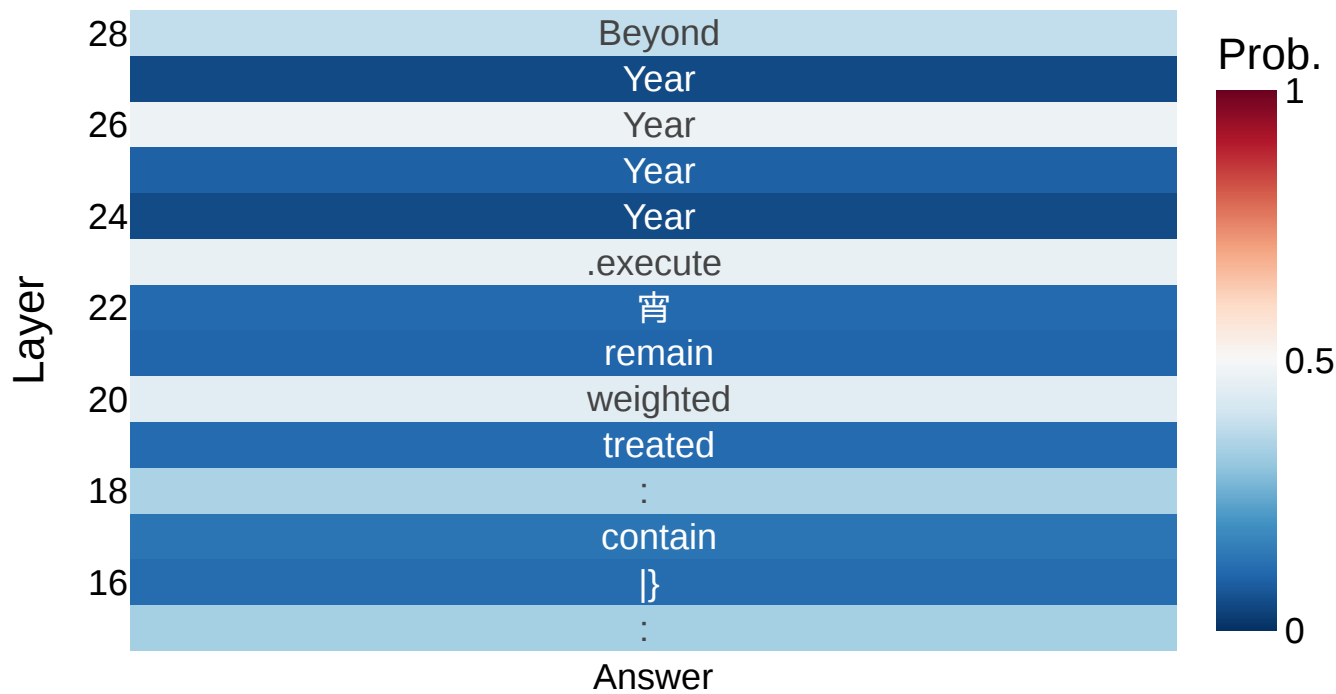 28 Beyond
Prob.
Year
1
26 Year
Year
24 Year
.execute
Layer
22 宵
remain
0.5
20 weighted
treated
18 :
contain
16 |}
:
0
Answer